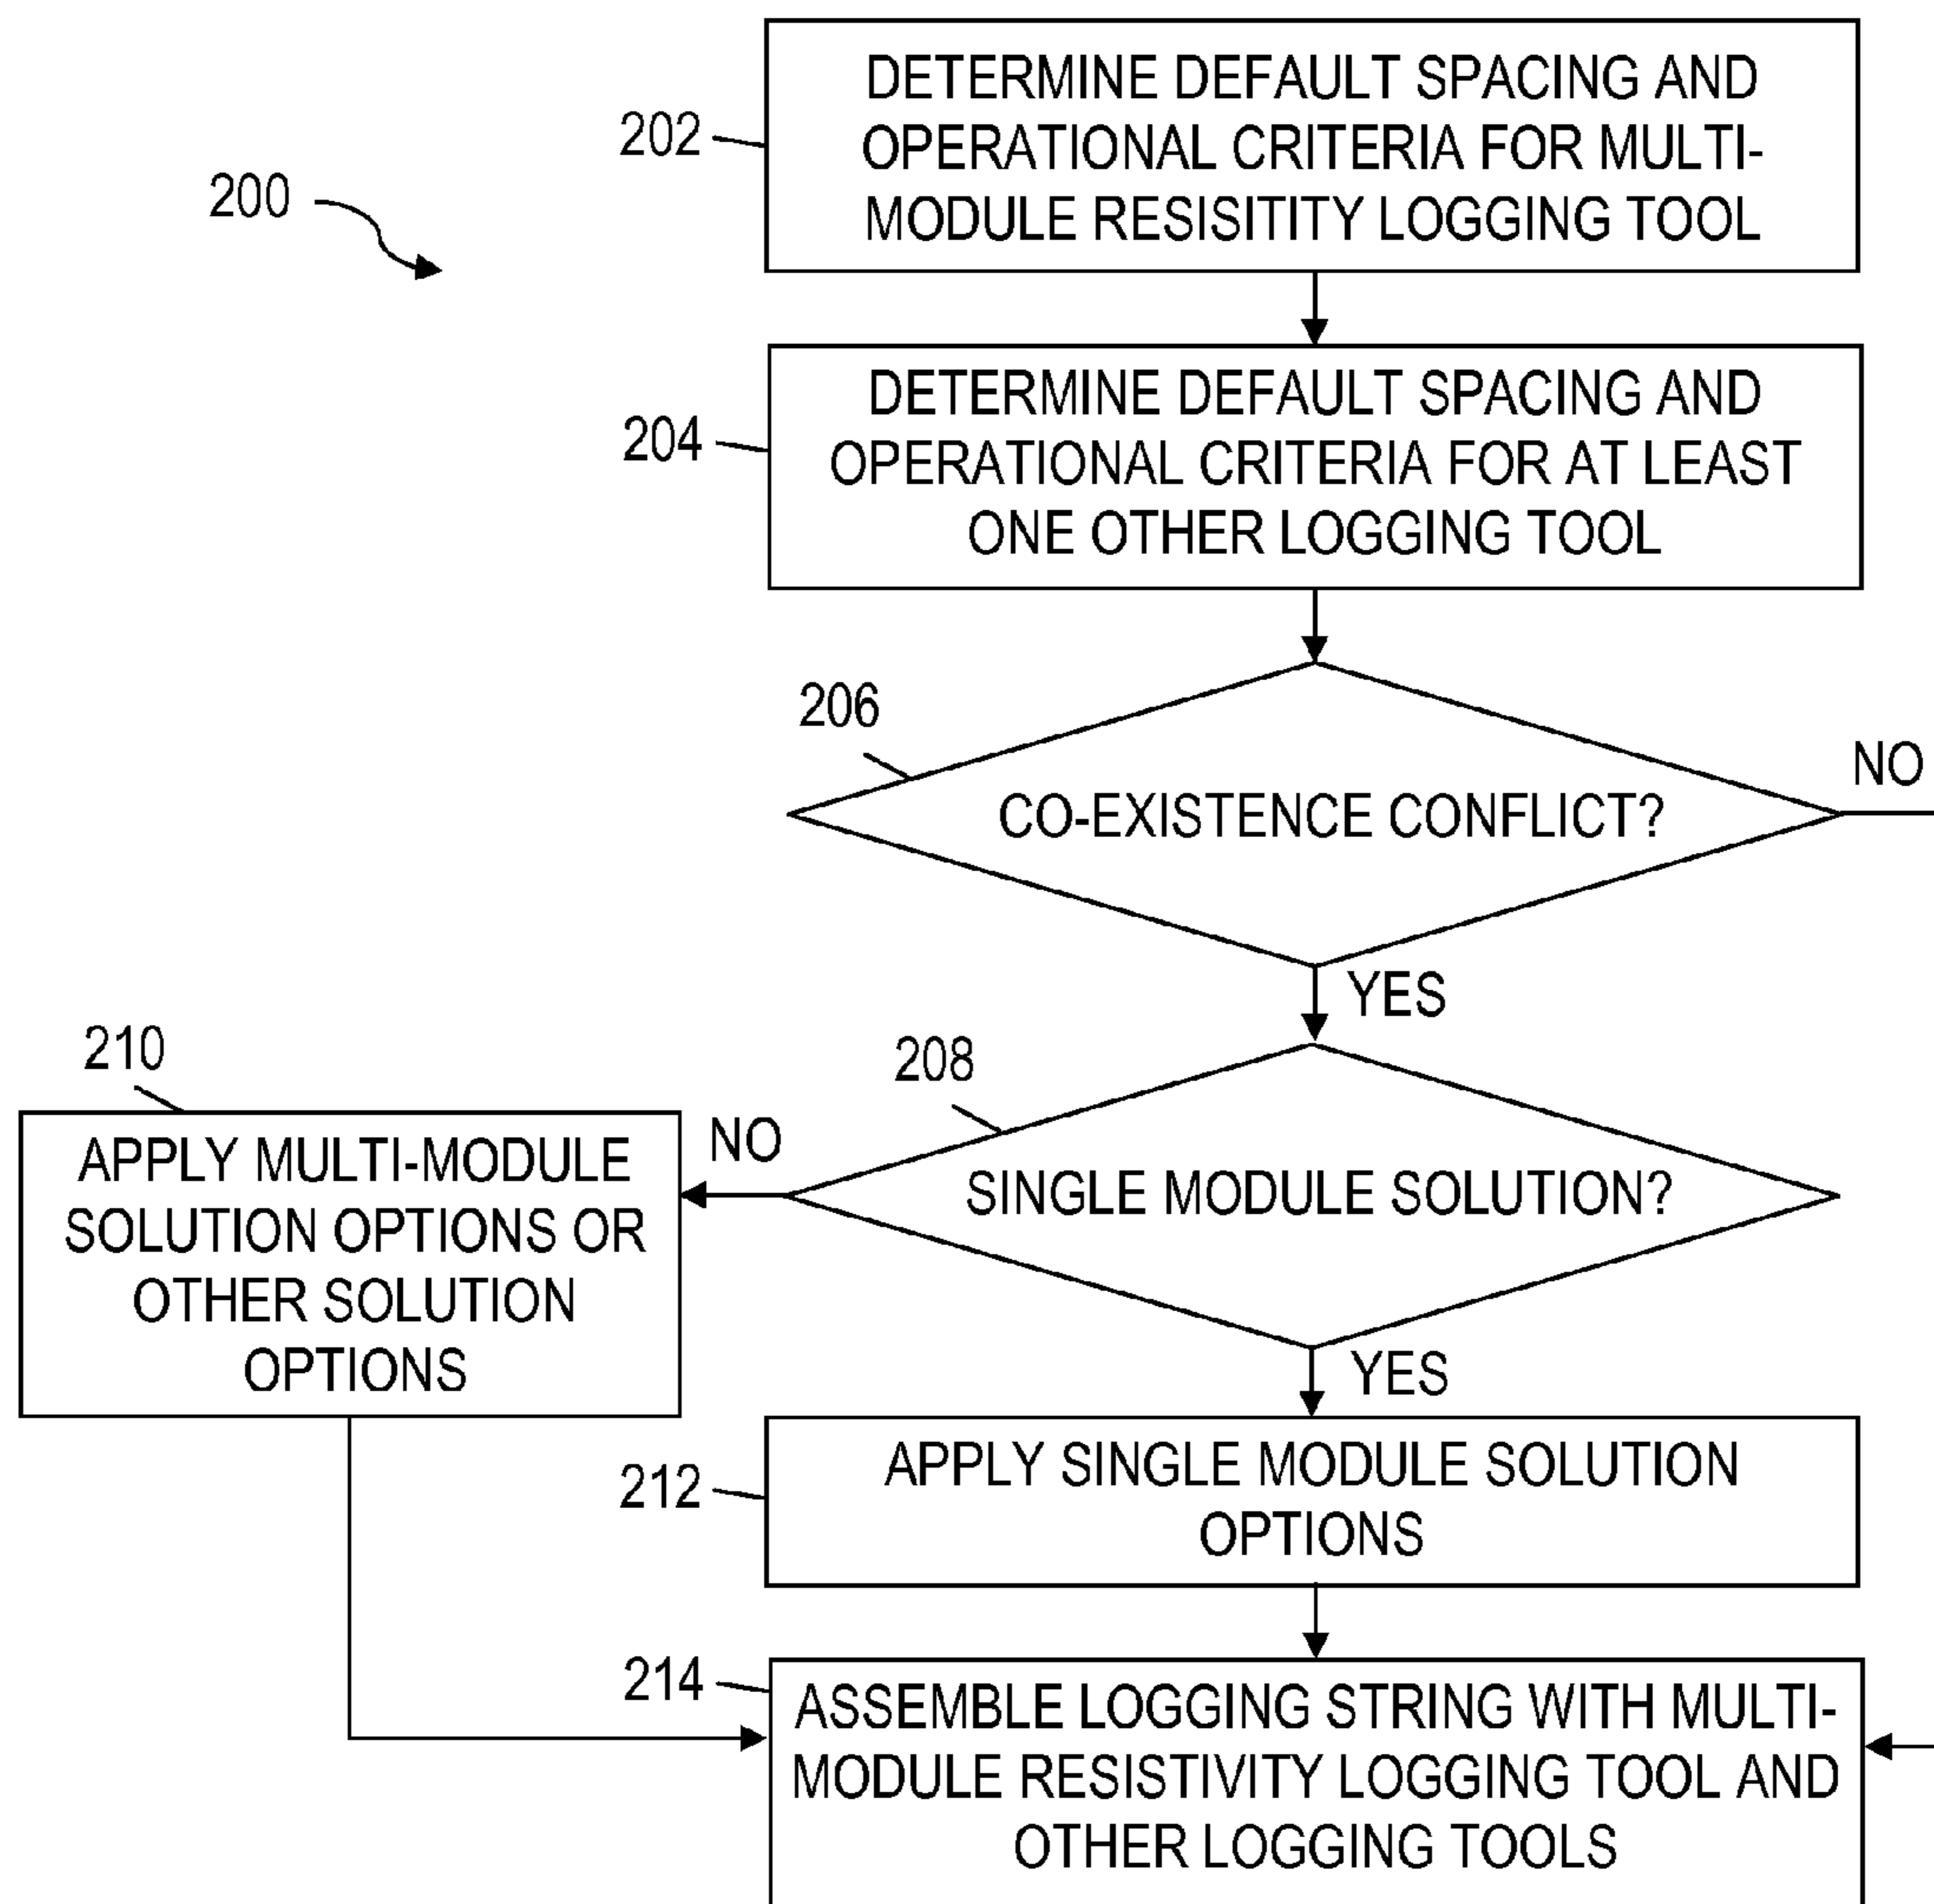 200
202
DETERMINE DEFAULT SPACING AND
OPERATIONAL CRITERIA FOR MULTI-
MODULE RESISITITY LOGGING TOOL
204
DETERMINE DEFAULT SPACING AND
OPERATIONAL CRITERIA FOR AT LEAST
ONE OTHER LOGGING TOOL
206
CO-EXISTENCE CONFLICT?
NO
YES
208
SINGLE MODULE SOLUTION?
NO
210
APPLY MULTI-MODULE
SOLUTION OPTIONS OR
OTHER SOLUTION
OPTIONS
YES
212
APPLY SINGLE MODULE SOLUTION
OPTIONS
214
ASSEMBLE LOGGING STRING WITH MULTI-
MODULE RESISTIVITY LOGGING TOOL AND
OTHER LOGGING TOOLS